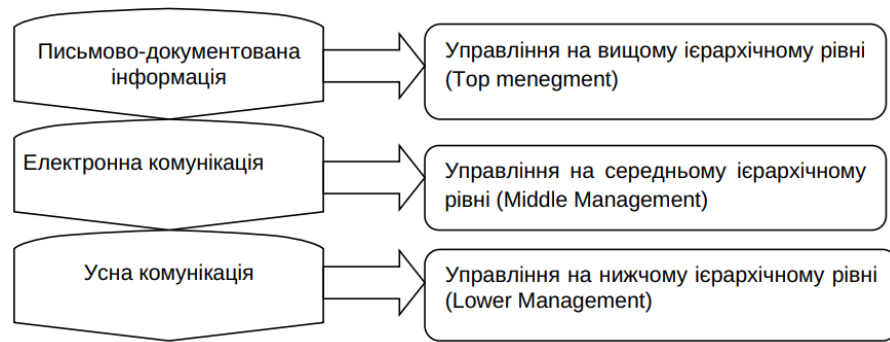 Письмово-документована
інформація
Управління на вищому ієрархічному рівні
(Top menegment)
Електронна комунікація
Управління на середньому ієрархічному
рівні (Middle Management)
Усна комунікація
Управління на нижчому ієрархічному рівні
(Lower Management)